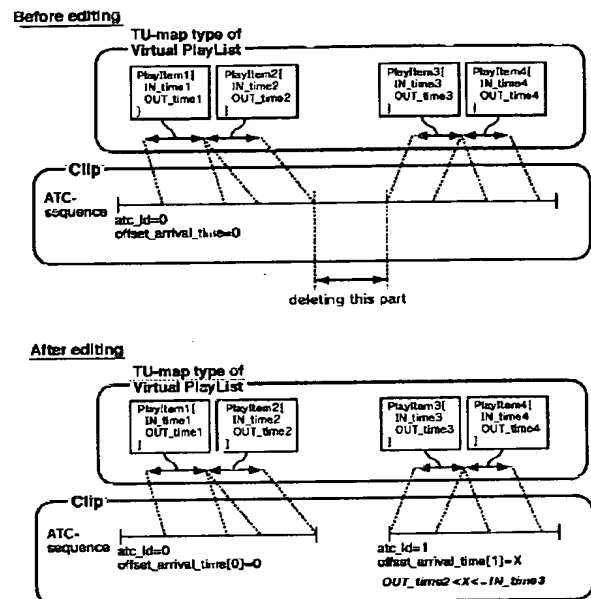 Before editing
TU-map type of
Virtual PlayList
PlayItem1{
IN_time1
OUT_time1
}
PlayItem2{
IN_time2
OUT_time2
}
PlayItem3{
IN_time3
OUT_time3
}
PlayItem4{
IN_time4
OUT_time4
}
Clip
ATC-
sequence
atc_id=0
offset_arrival_time=0
deleting this part
After editing
TU-map type of
Virtual PlayList
PlayItem1{
IN_time1
OUT_time1
]
PlayItem2{
IN_time2
OUT_time2
]
PlayItem3{
IN_time3
OUT_time3
]
PlayItem4{
IN_time4
OUT_time4
]
Clip
ATC-
sequence
atc_id=0
offset_arrival_time[0]=0
atc_id=1
offset_arrival_time[1]=X
OUT_time2<X<=IN_time3